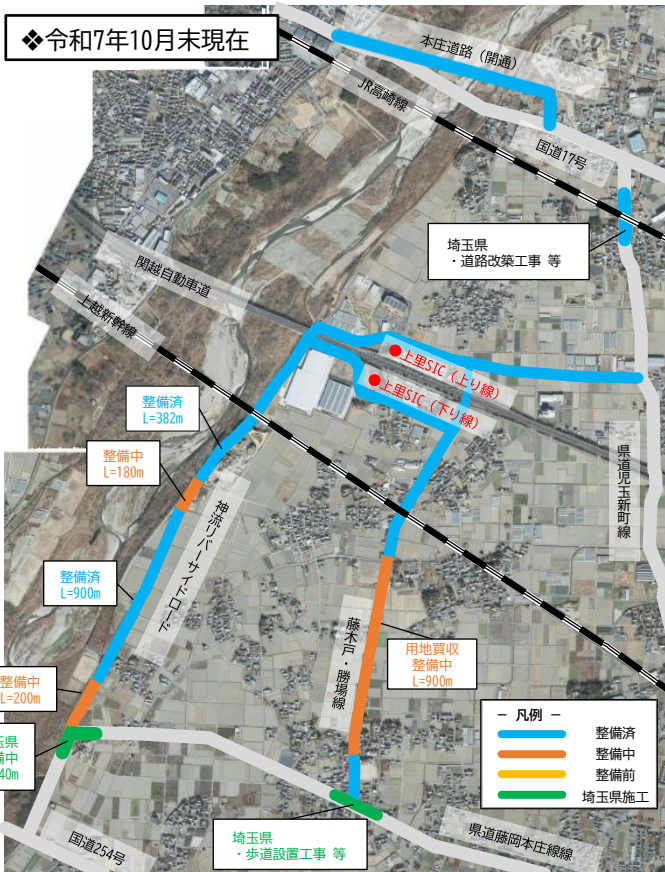 ❖令和7年10月末現在
本庄道路（開通）
JR高崎線
国道17号
埼玉県
・道路改築工事 等
関越自動車道
上越新幹線
上里SIC（上り線）
上里SIC（下り線）
整備済
L=382m
整備中
L=180m
県道児玉新町線
神流リバーサイドロード
整備済
L=900m
藤木戸・勝場線
用地買収
整備中
L=900m
整備中
L=200m
玉県
備中
40m
－ 凡例 －
整備済
整備中
整備前
埼玉県施工
国道254号
埼玉県
・歩道設置工事 等
県道藤岡本庄線線